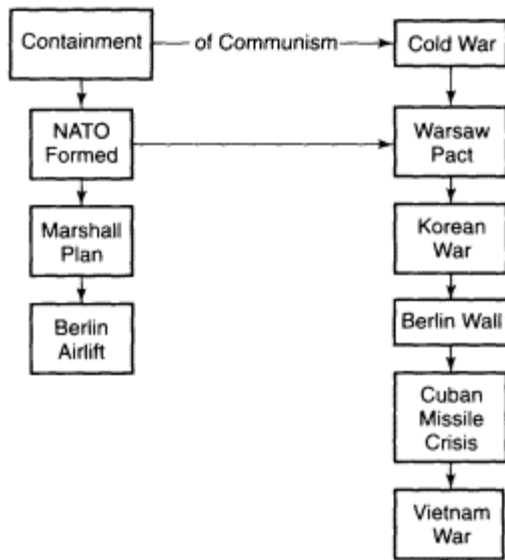 Containment
of Communism
Cold War
NATO
Formed
Warsaw
Pact
Marshall
Plan
Korean
War
Berlin
Airlift
Berlin Wall
Cuban
Missile
Crisis
Vietnam
War